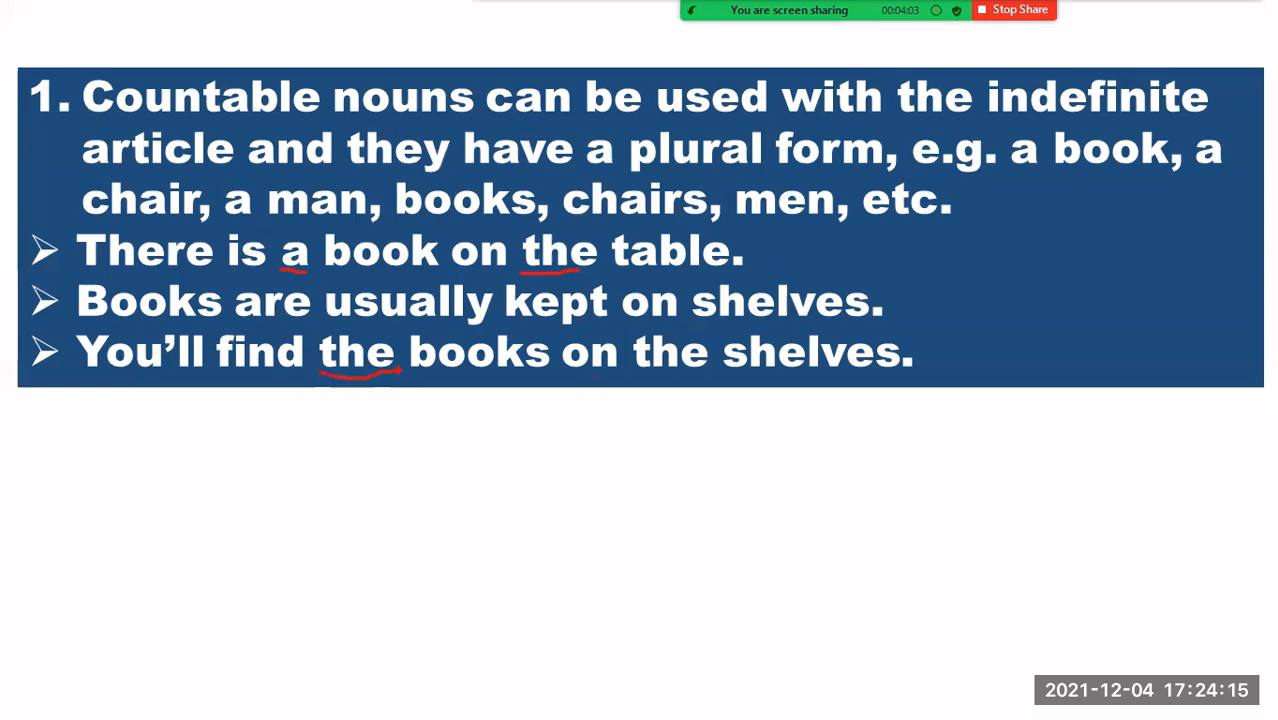 You are screen sharing 00:04:03 Stop Share
1. Countable nouns can be used with the indefinite
article and they have a plural form, e.g. a book, a
chair, a man, books, chairs, men, etc.
There is a book on the table.
Books are usually kept on shelves.
You’ll find the books on the shelves.
2021-12-04 17:24:15